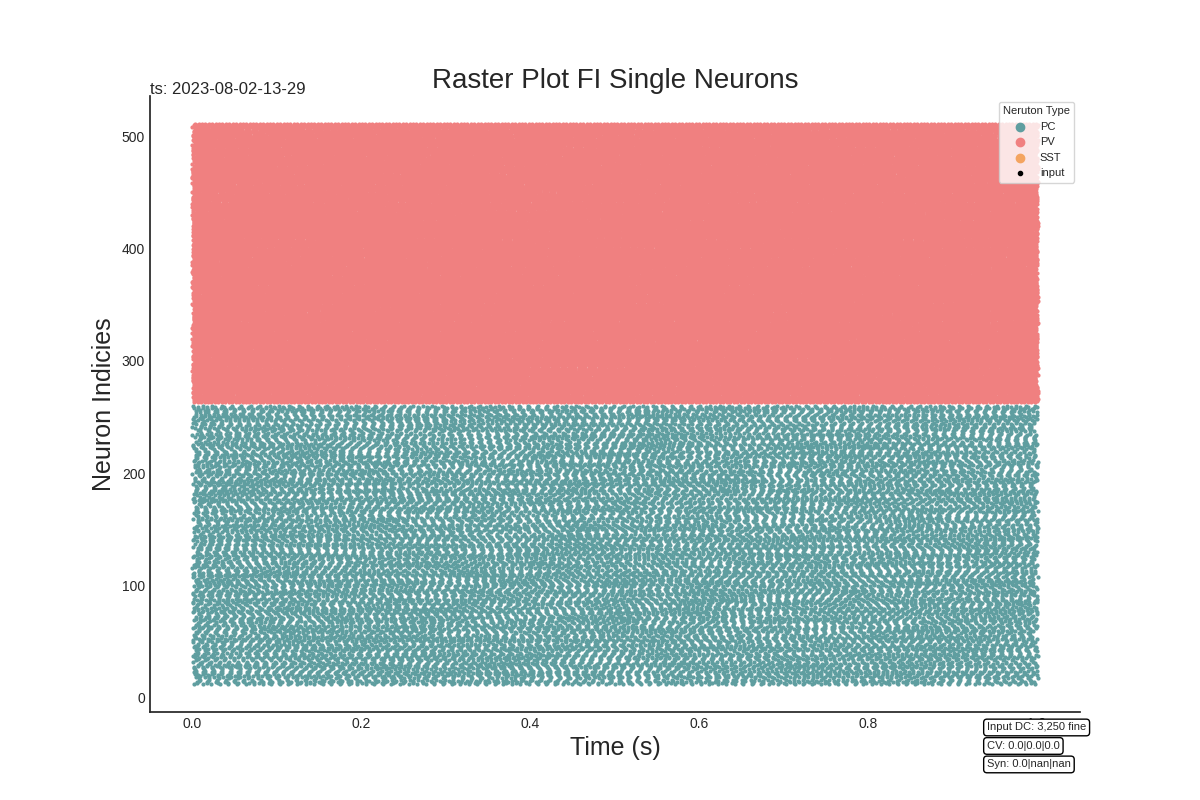 Raster Plot FI Single Neurons
ts: 2023-08-02-13-29
Neruton Type
PC
PV
SST
input
500
400
300
200
100
0
Neuron Indicies
0.0
0.2
0.4
0.6
0.8
Time (s)
Input DC: 3,250 fine
CV: 0.0|0.0|0.0
Syn: 0.0|nan|nan